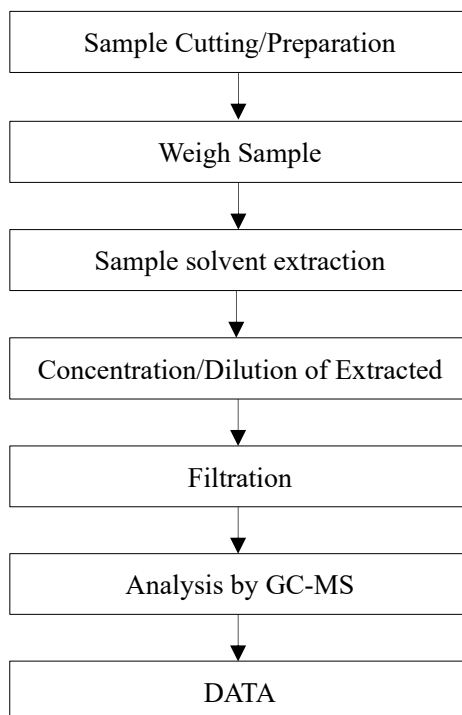 Sample Cutting/Preparation
Weigh Sample
Sample solvent extraction
Concentration/Dilution of Extracted
Filtration
Analysis by GC-MS
DATA